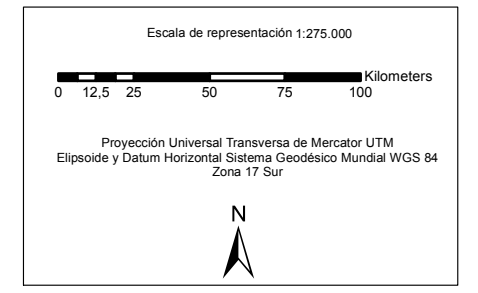 Escala de representación 1:275.000
Kilometers
0 12,5 25 50 75 100
Proyección Universal Transversa de Mercator UTM
Elipsoide y Datum Horizontal Sistema Geodésico Mundial WGS 84
Zona 17 Sur
N